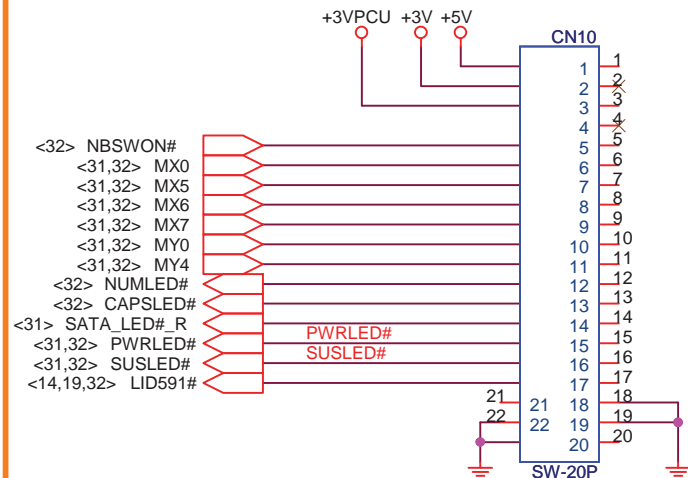 +3VPCU +3V +5V
CN10
1 1
2 2
3 3
4 4
<32> NBSWON# 5 5
<31,32> MX0 6 6
<31,32> MX5 7 7
<31,32> MX6 8 8
<31,32> MX7 9 9
<31,32> MY0 10 10
<31,32> MY4 11 11
<32> NUMLED# 12 12
<32> CAPSLED# 13 13
<31> SATA_LED#_R 14 14
<31,32> PWRLED# PWRLED# 15 15
<31,32> SUSLED# SUSLED# 16 16
<14,19,32> LID591# 17 17
21 21 18 18
22 22 19 19
20 20
SW-20P